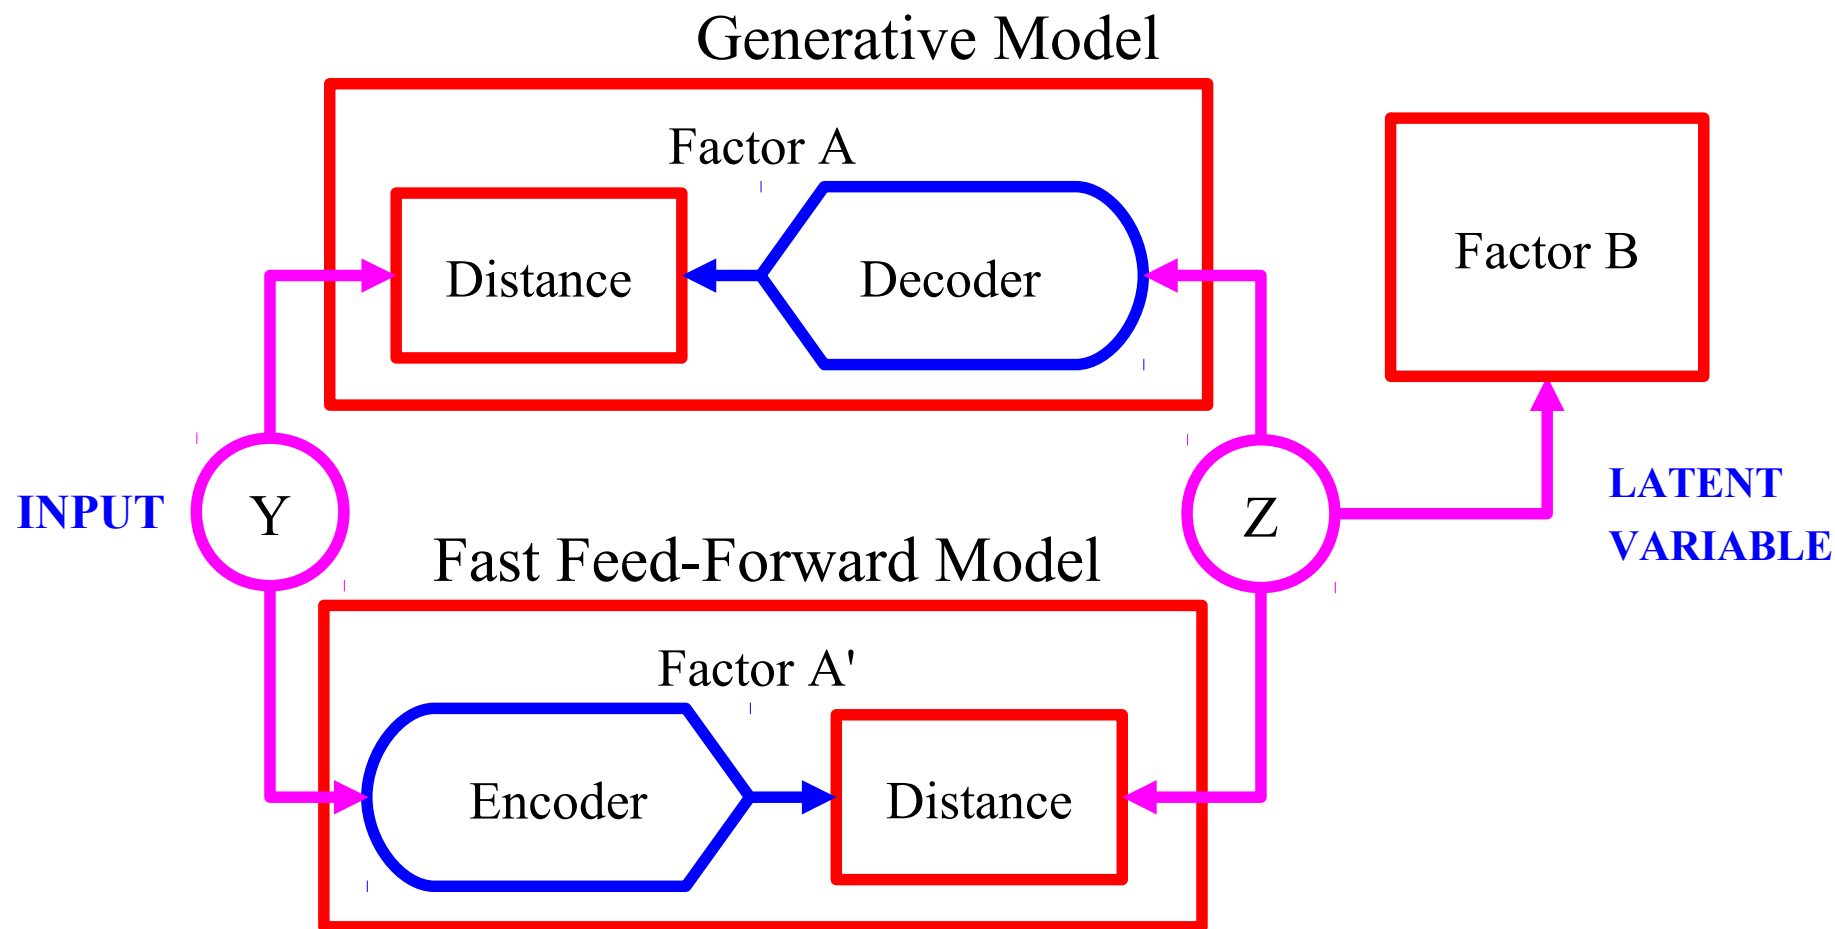 Generative Model
Factor A
Distance
Decoder
Factor B
INPUT
Y
Z
LATENT
VARIABLE
Fast Feed-Forward Model
Factor A'
Encoder
Distance